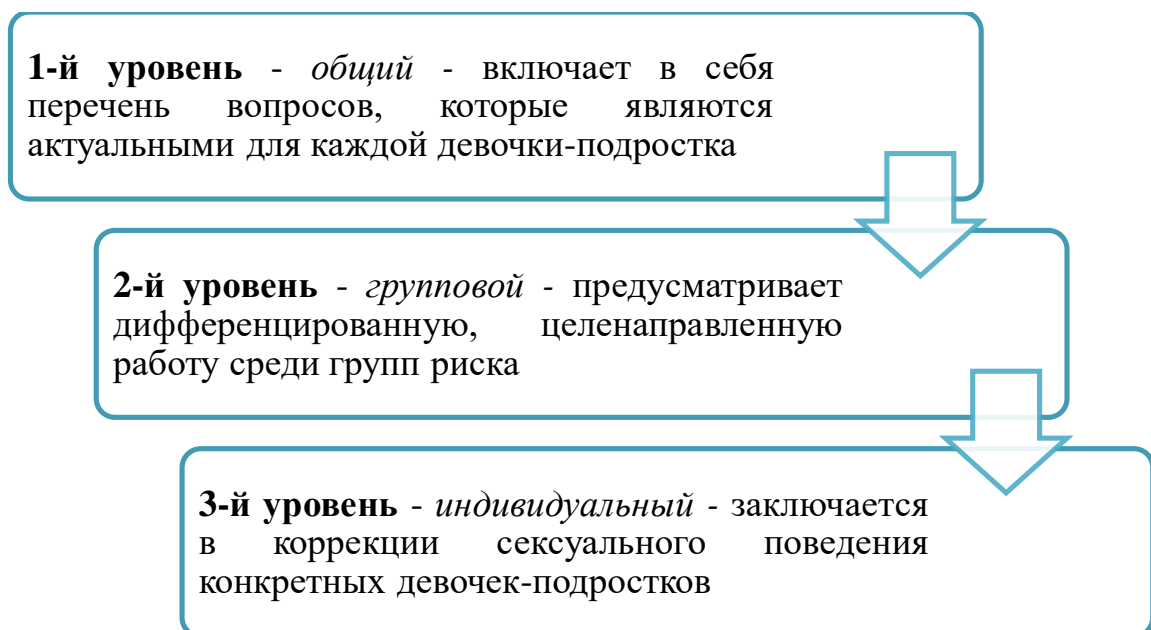 1-й уровень - общий - включает в себя
перечень вопросов, которые являются
актуальными для каждой девочки-подростка
2-й уровень - групповой - предусматривает
дифференцированную, целенаправленную
работу среди групп риска
3-й уровень - индивидуальный - заключается
в коррекции сексуального поведения
конкретных девочек-подростков